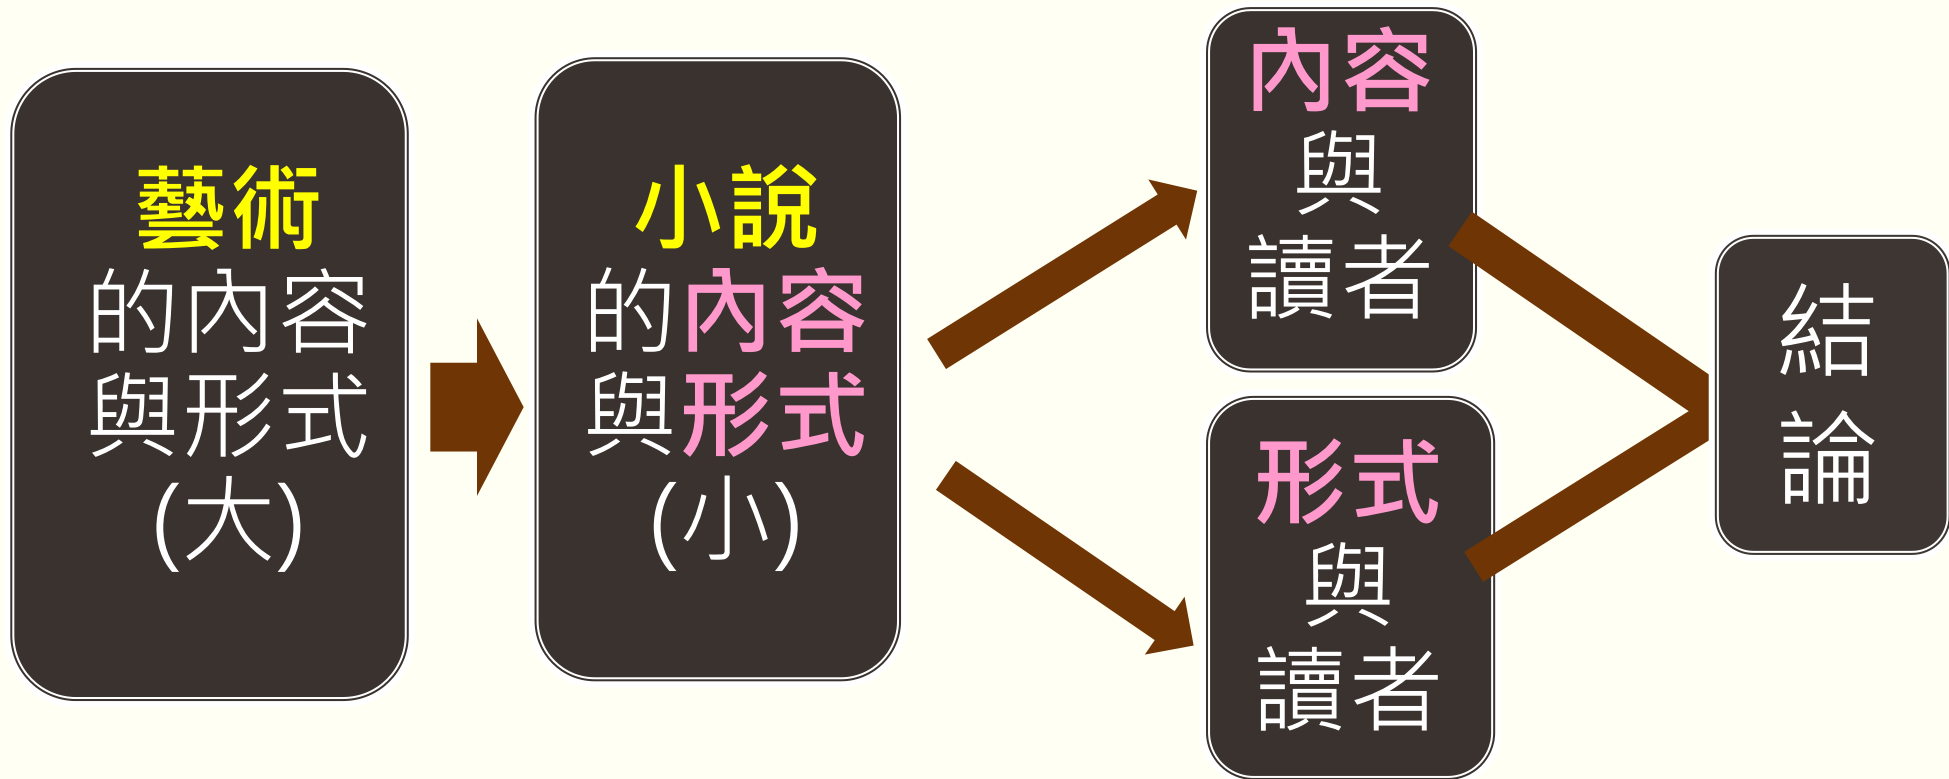 藝術
的內容
與形式
(大)
小說
的內容
與形式
(小)
內容
與
讀者
形式
與
讀者
結
論